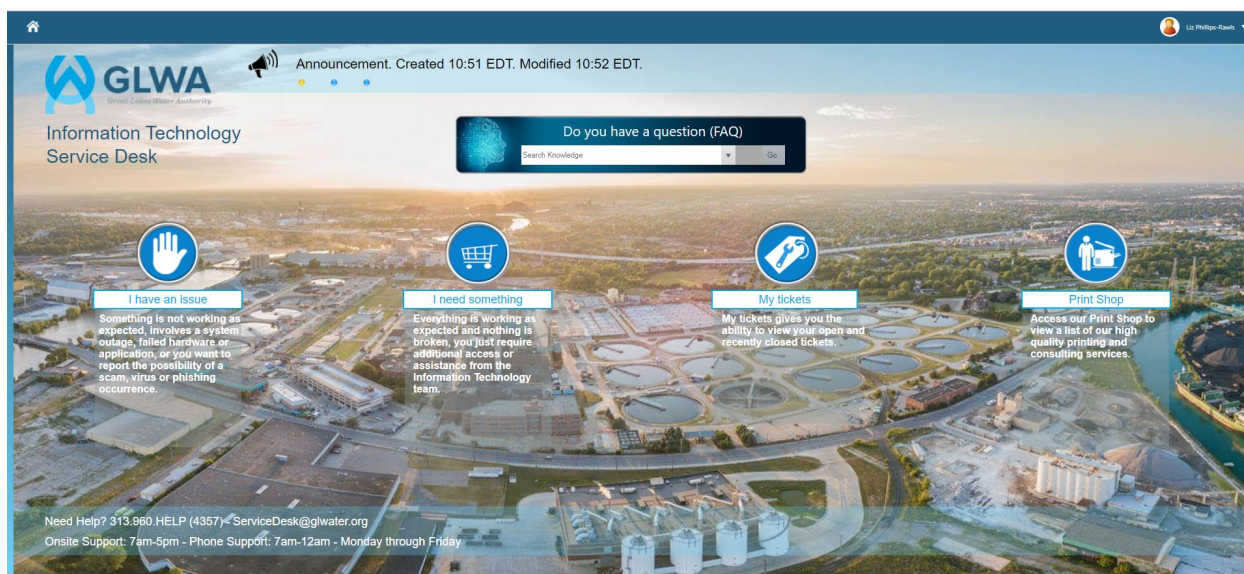 Liz Phillips-Rawls
Announcement. Created 10:51 EDT. Modified 10:52 EDT.
GLWA
Great Lakes Water Authority
Information Technology
Service Desk
Do you have a question (FAQ)
Search Knowledge
Go
I have an issue
Something is not working as
expected, involves a system
outage, failed hardware or
application, or you want to
report the possibility of a
scam, virus or phishing
occurrence.
I need something
Everything is working as
expected and nothing is
broken, you just require
additional access or
assistance from the
Information Technology
team.
My tickets
My tickets gives you the
ability to view your open and
recently closed tickets.
Print Shop
Access our Print Shop to
view a list of our high
quality printing and
consulting services.
Need Help? 313.960.HELP (4357) - ServiceDesk@glwater.org
Onsite Support: 7am-5pm - Phone Support: 7am-12am - Monday through Friday